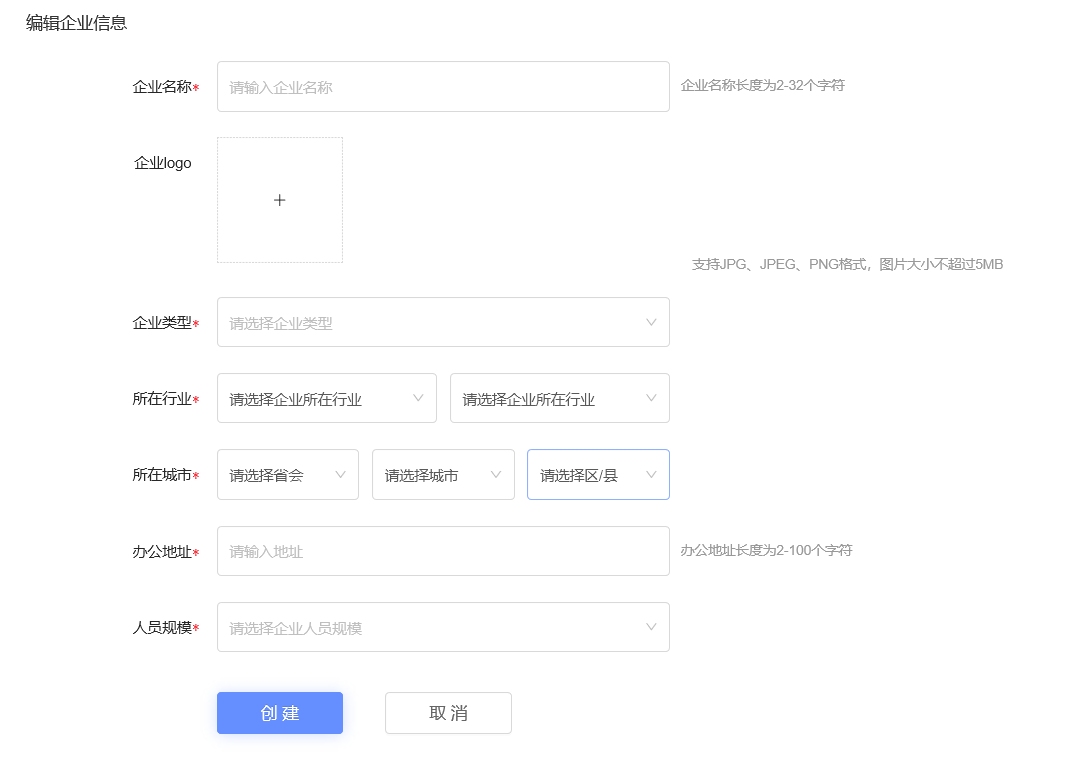 编辑企业信息
企业名称* 请输入企业名称 企业名称长度为2-32个字符
企业logo +
支持JPG、JPEG、PNG格式，图片大小不超过5MB
企业类型* 请选择企业类型
所在行业* 请选择企业所在行业 请选择企业所在行业
所在城市* 请选择省会 请选择城市 请选择区/县
办公地址* 请输入地址 办公地址长度为2-100个字符
人员规模* 请选择企业人员规模
创 建 取 消